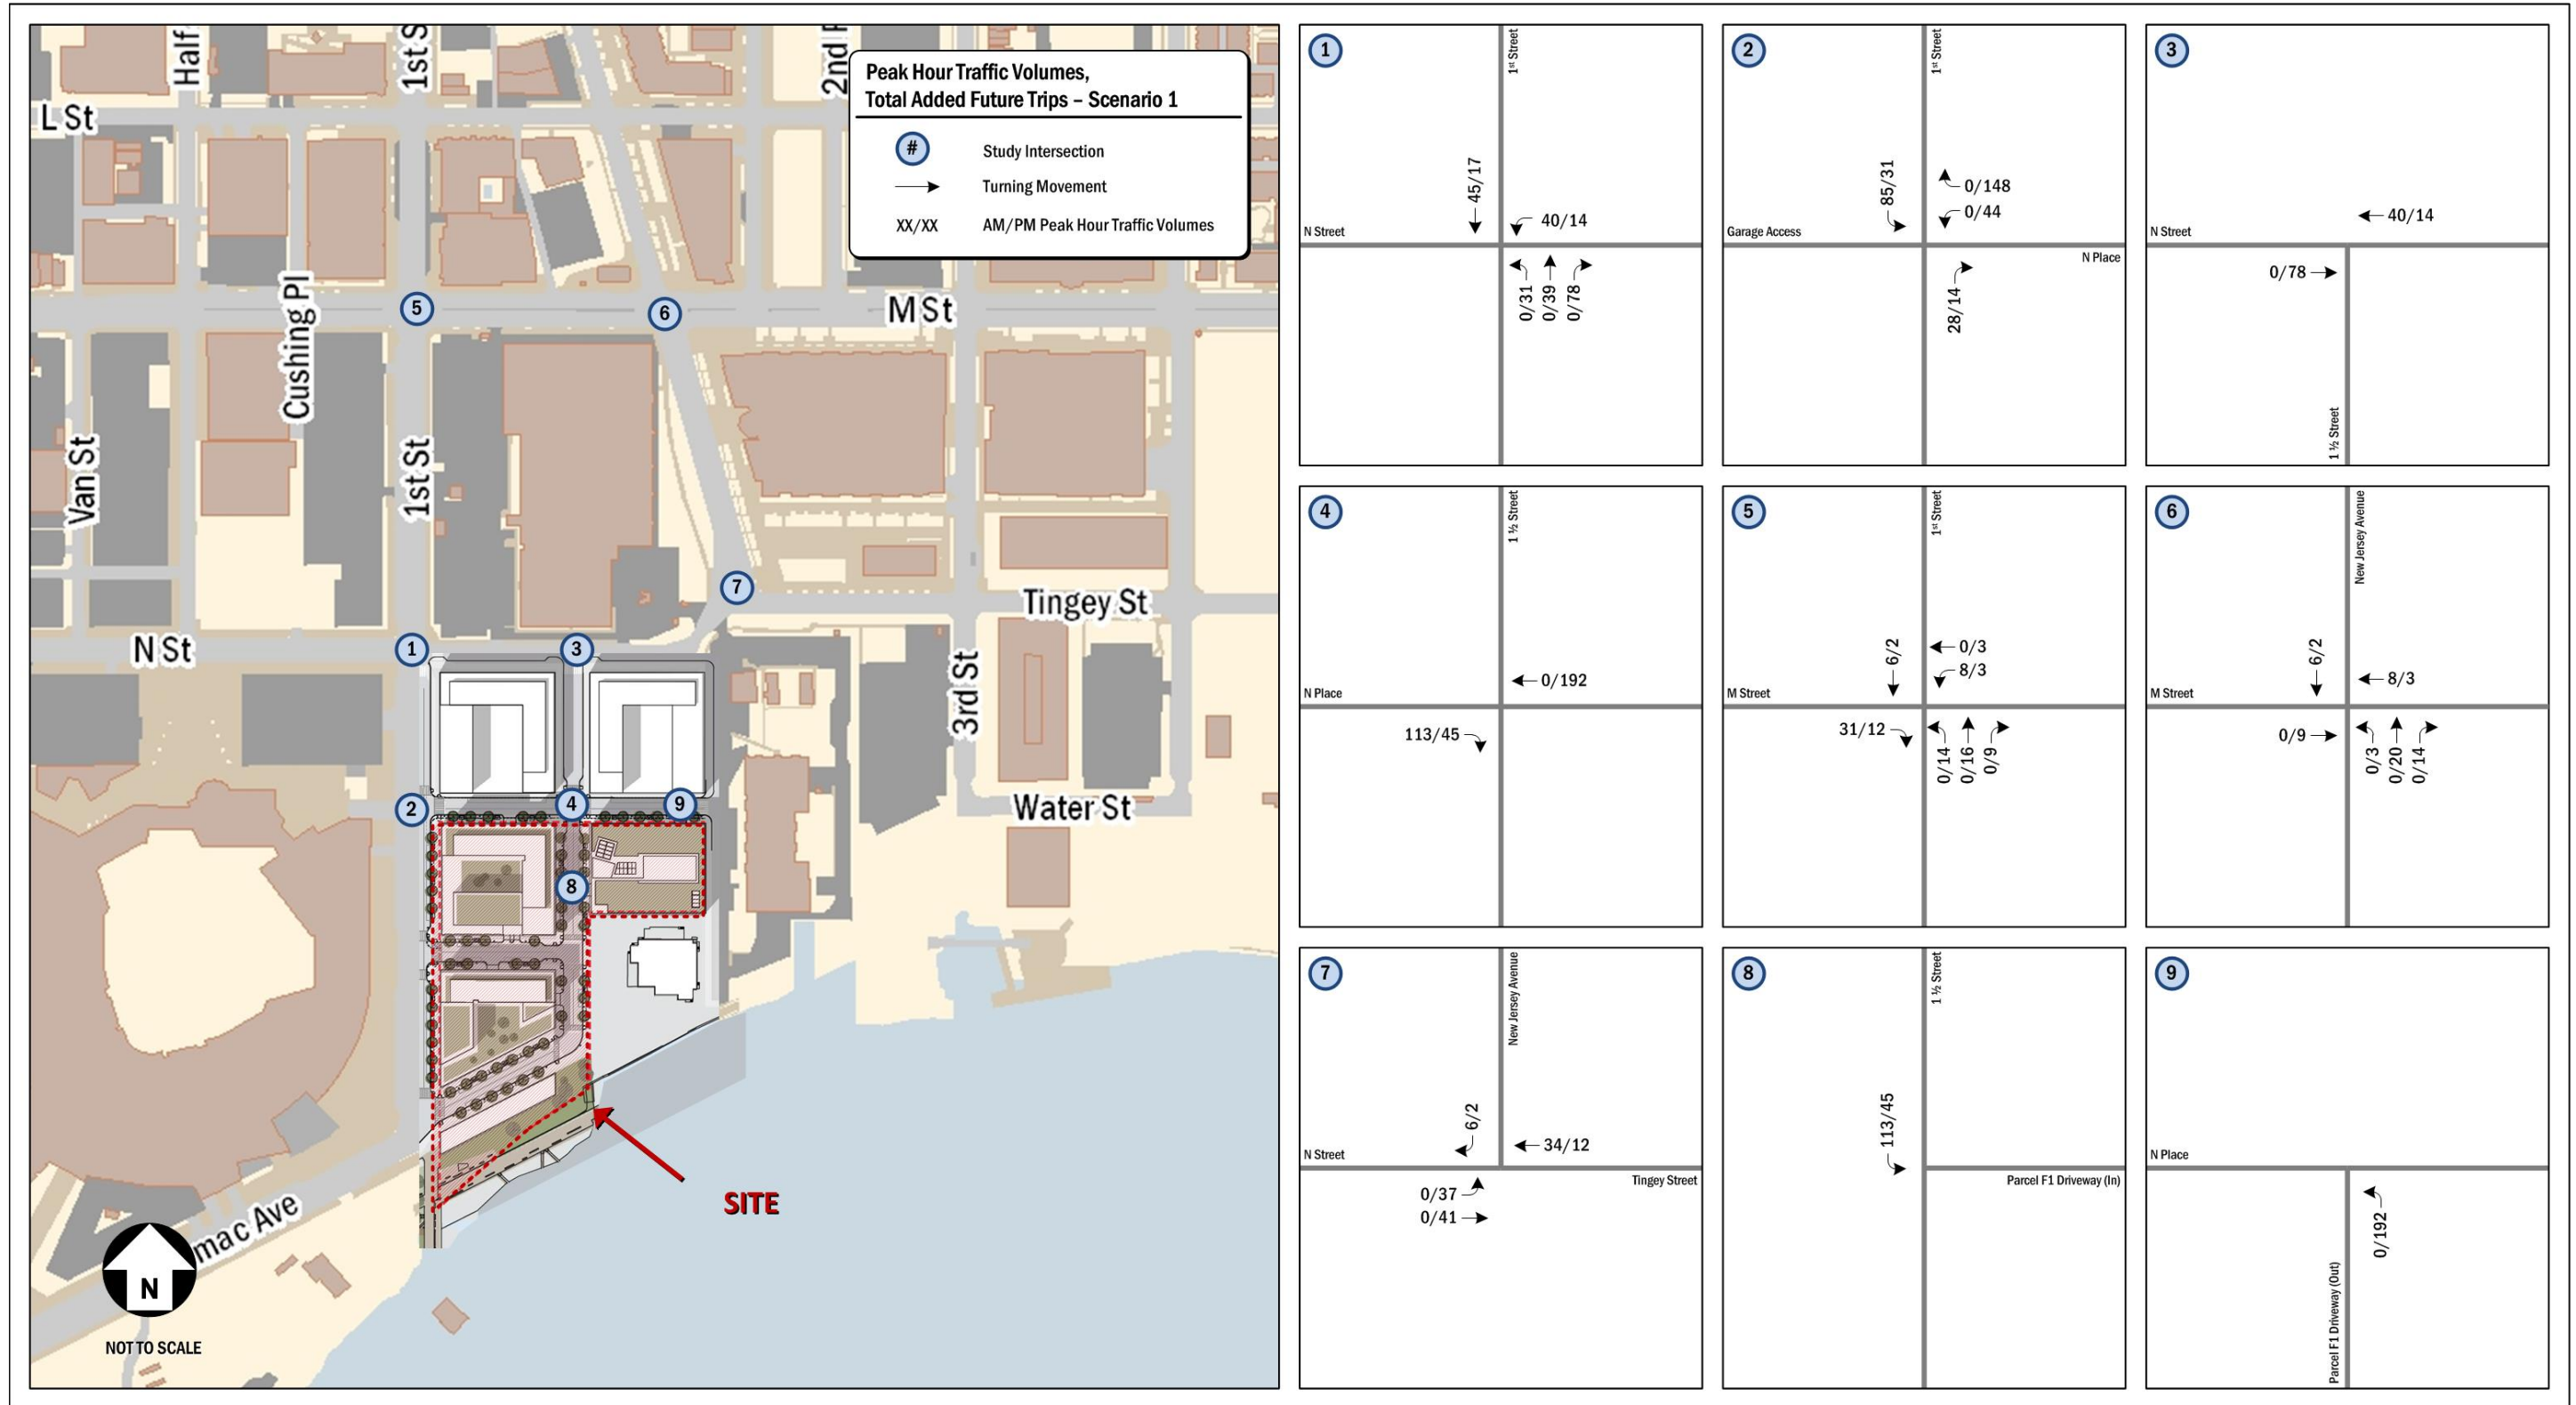 Half
1st S
2nd F
L St
Peak Hour Traffic Volumes,
Total Added Future Trips – Scenario 1
#
Study Intersection
Turning Movement
XX/XX
AM/PM Peak Hour Traffic Volumes
Cushing Pl
5
6
M St
Van St
1st St
7
Tingey St
N St
1
3
3rd St
2
4
9
Water St
8
SITE
mac Ave
N
NOT TO SCALE
1
1st Street
45/17
40/14
N Street
0/31
0/39
0/78
2
1st Street
85/31
0/148
0/44
Garage Access
N Place
28/14
3
40/14
N Street
0/78
1 ½ Street
4
1 ½ Street
0/192
N Place
113/45
5
1st Street
6/2
0/3
8/3
M Street
31/12
0/14
0/16
0/9
6
New Jersey Avenue
6/2
8/3
M Street
0/9
0/3
0/20
0/14
7
New Jersey Avenue
6/2
34/12
N Street
Tingey Street
0/37
0/41
8
1 ½ Street
113/45
Parcel F1 Driveway (In)
9
N Place
0/192
Parcel F1 Driveway (Out)